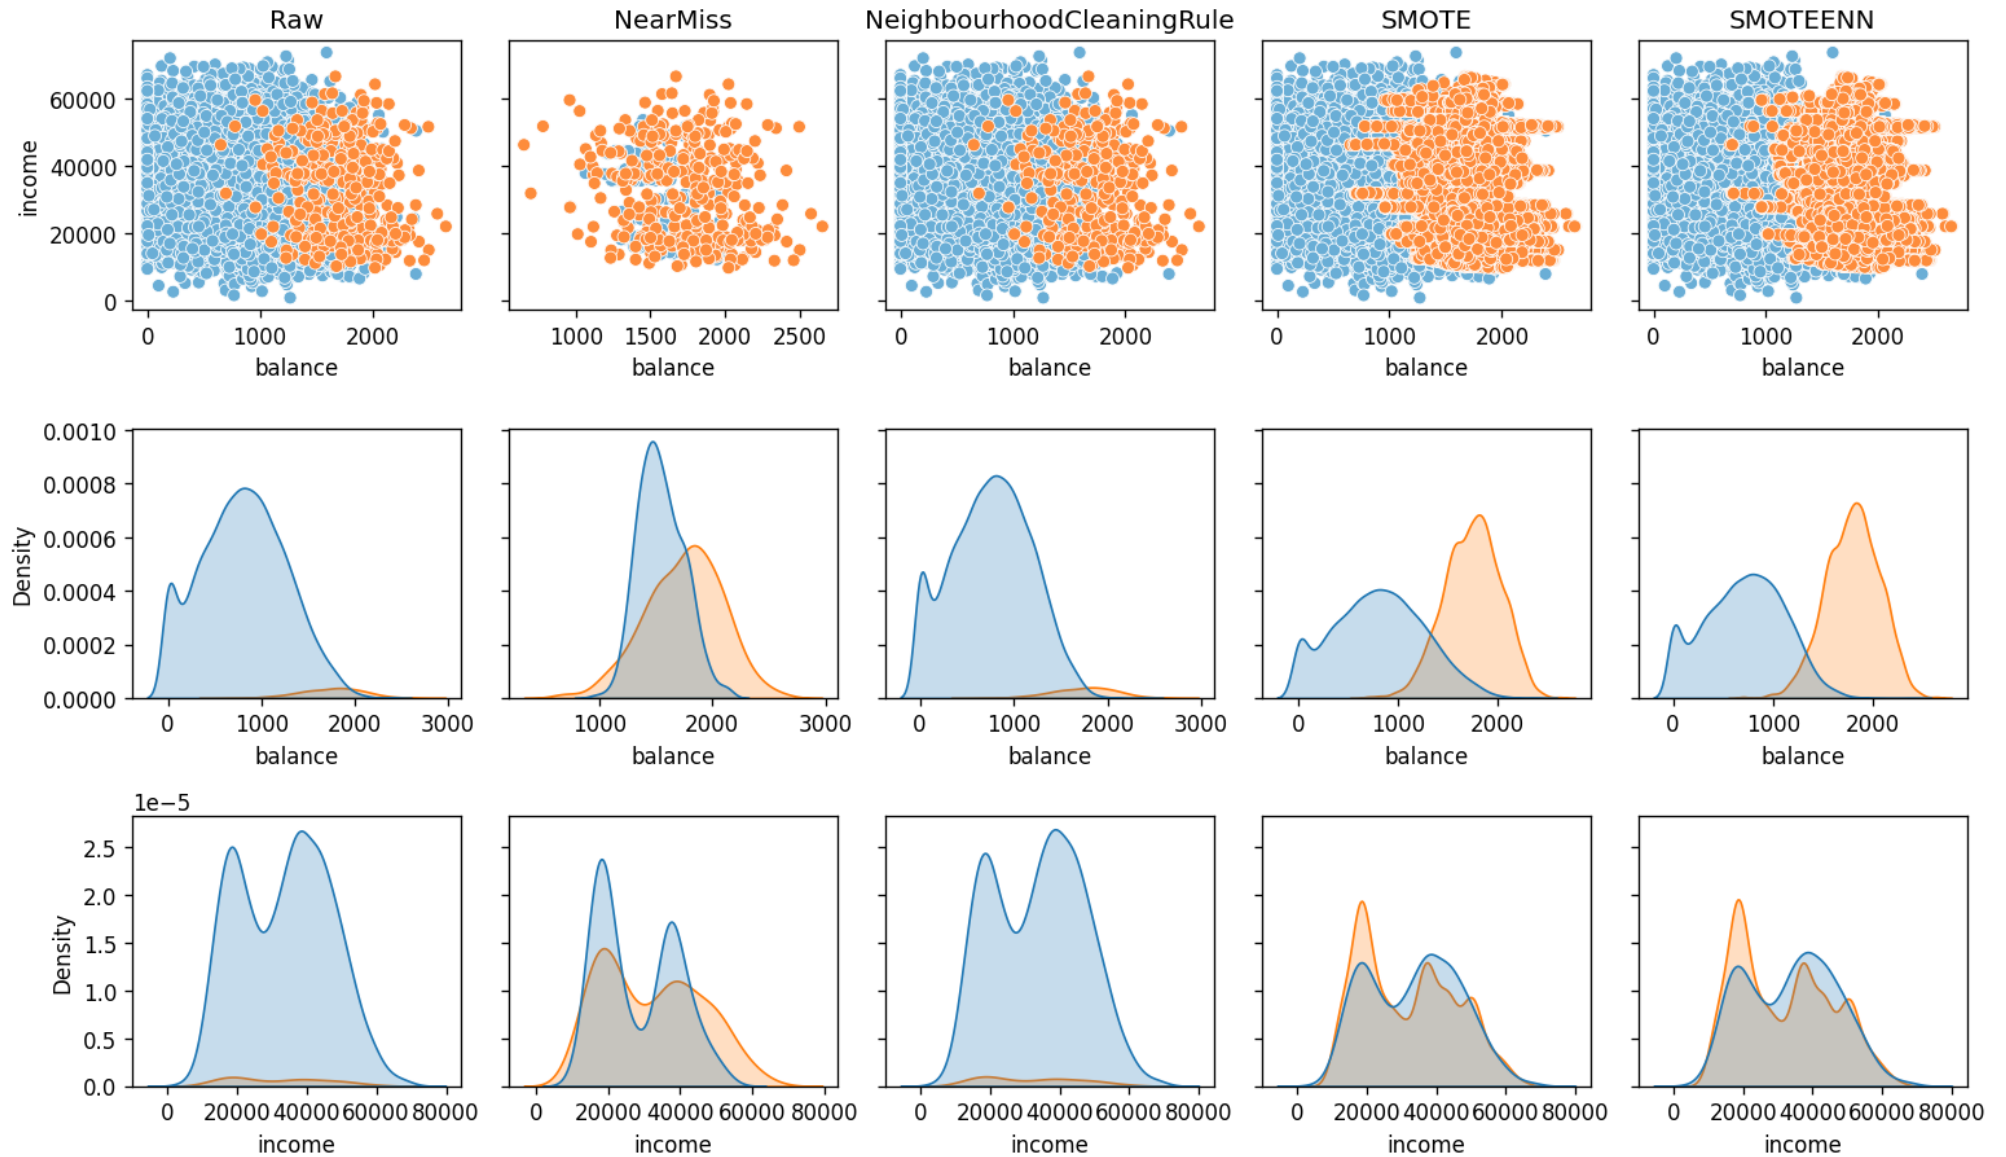 Raw NearMiss NeighbourhoodCleaningRule SMOTE SMOTEENN
60000
40000
20000
0
income
0 1000 2000 1000 1500 2000 2500 0 1000 2000 0 1000 2000 0 1000 2000
balance balance balance balance balance
0.0010
0.0008
0.0006
0.0004
0.0002
0.0000
Density
0 1000 2000 3000 1000 2000 3000 0 1000 2000 3000 0 1000 2000 0 1000 2000
balance balance balance balance balance
1e−5
2.5
2.0
1.5
1.0
0.5
0.0
Density
0 20000 40000 60000 80000 0 20000 40000 60000 80000 0 20000 40000 60000 80000 0 20000 40000 60000 80000 0 20000 40000 60000 80000
income income income income income